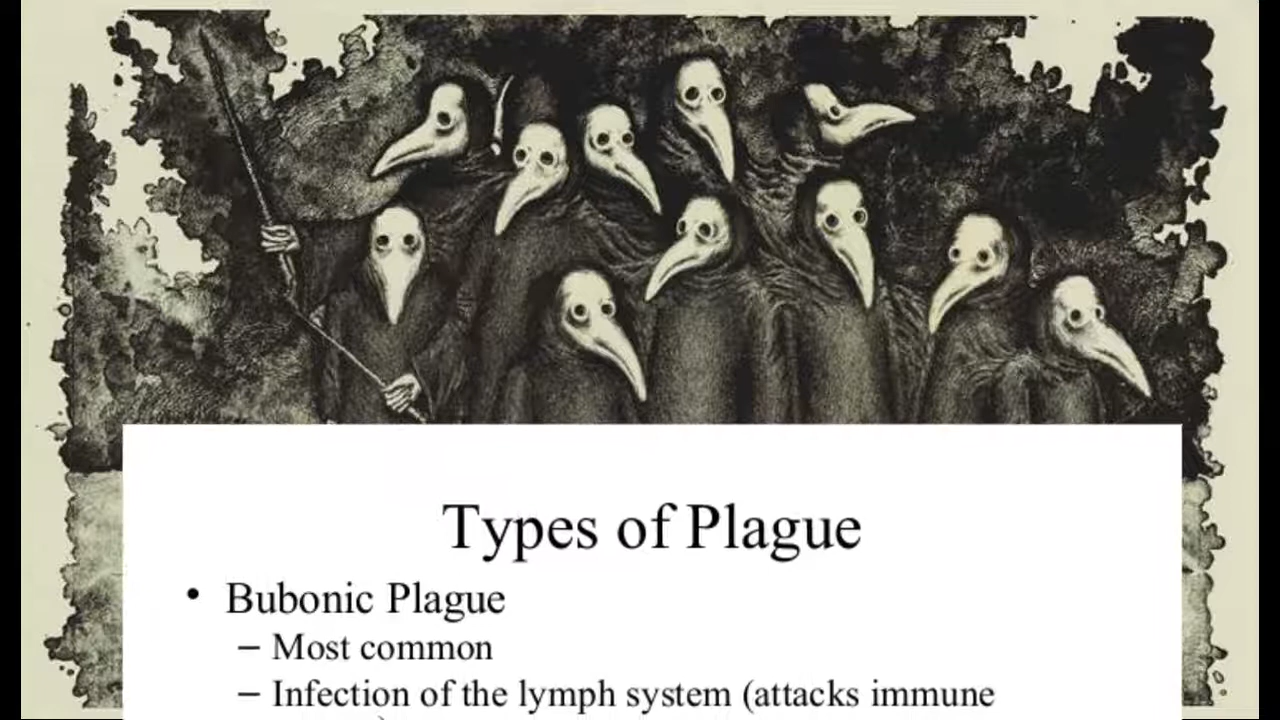 Types of Plague
• Bubonic Plague
– Most common
– Infection of the lymph system (attacks immune